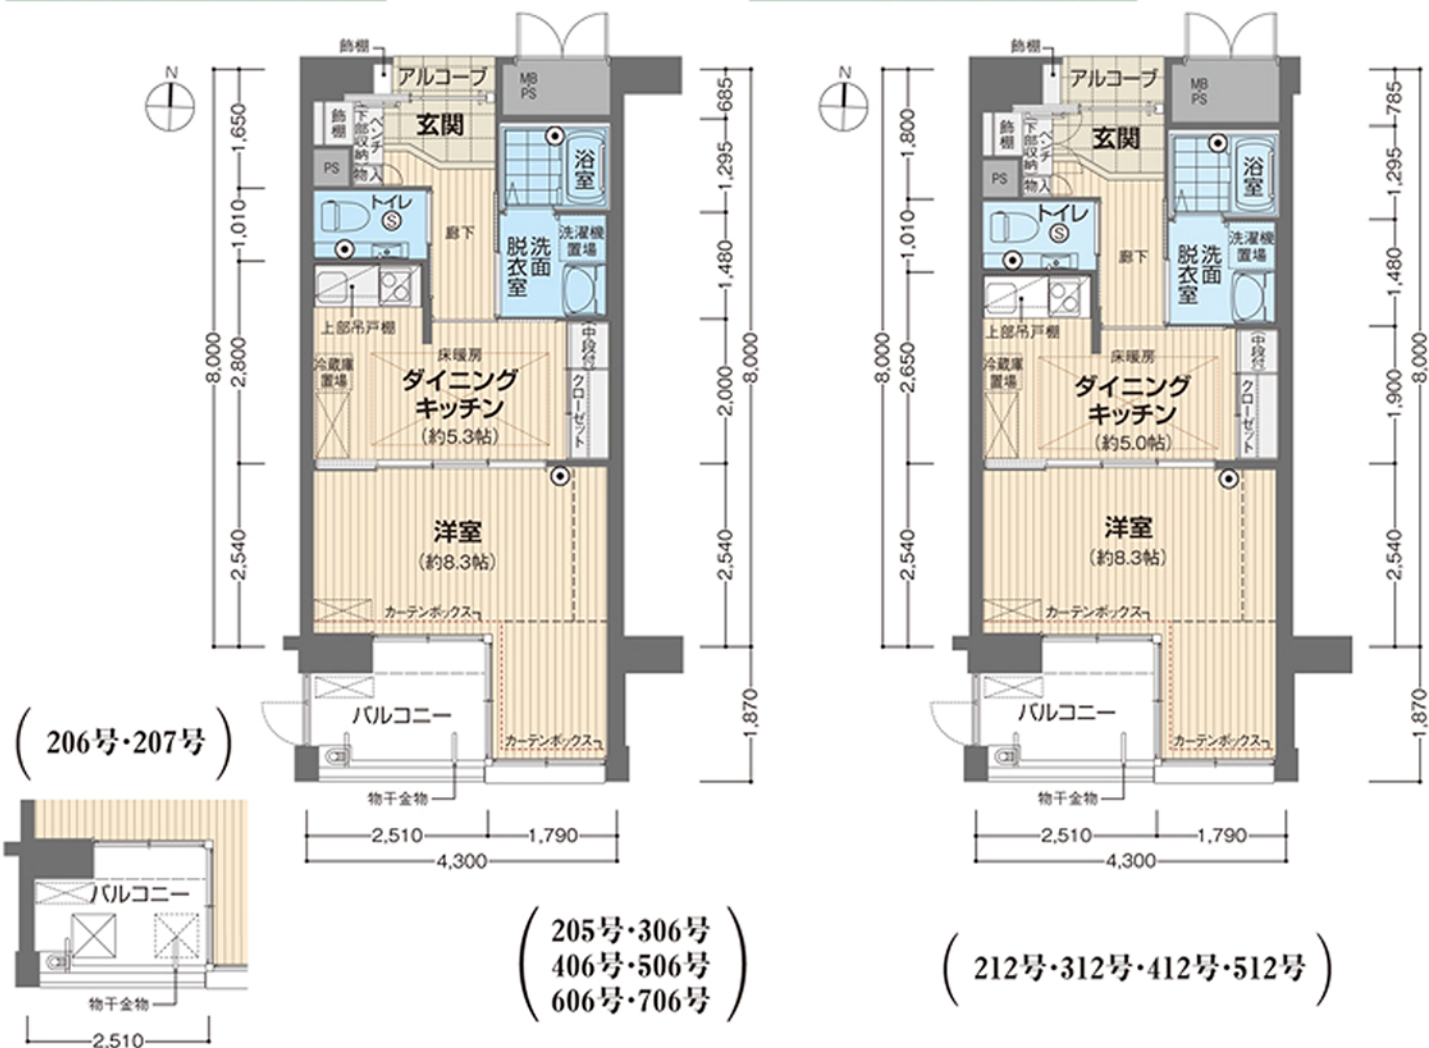 N
飾棚
アルコーブ
MB
PS
玄関
飾棚
ベンチ
下部収納
PS
物入
浴室
トイレ
S
廊下
洗面
脱衣室
洗濯機
置場
上部吊戸棚
冷蔵庫
置場
床暖房
ダイニング
キッチン
(約5.3帖)
(中段付)
クローゼット
洋室
(約8.3帖)
カーテンボックス
バルコニー
カーテンボックス
物干金物
1,650
1,010
2,800
2,540
8,000
685
1,295
1,480
2,000
2,540
8,000
1,870
2,510
1,790
4,300
205号・306号
406号・506号
606号・706号
206号・207号
バルコニー
物干金物
2,510
N
飾棚
アルコーブ
MB
PS
玄関
飾棚
ベンチ
下部収納
PS
物入
浴室
トイレ
S
廊下
洗面
脱衣室
洗濯機
置場
上部吊戸棚
冷蔵庫
置場
床暖房
ダイニング
キッチン
(約5.0帖)
(中段付)
クローゼット
洋室
(約8.3帖)
カーテンボックス
バルコニー
カーテンボックス
物干金物
1,800
1,010
2,650
2,540
8,000
785
1,295
1,480
1,900
2,540
8,000
1,870
2,510
1,790
4,300
212号・312号・412号・512号